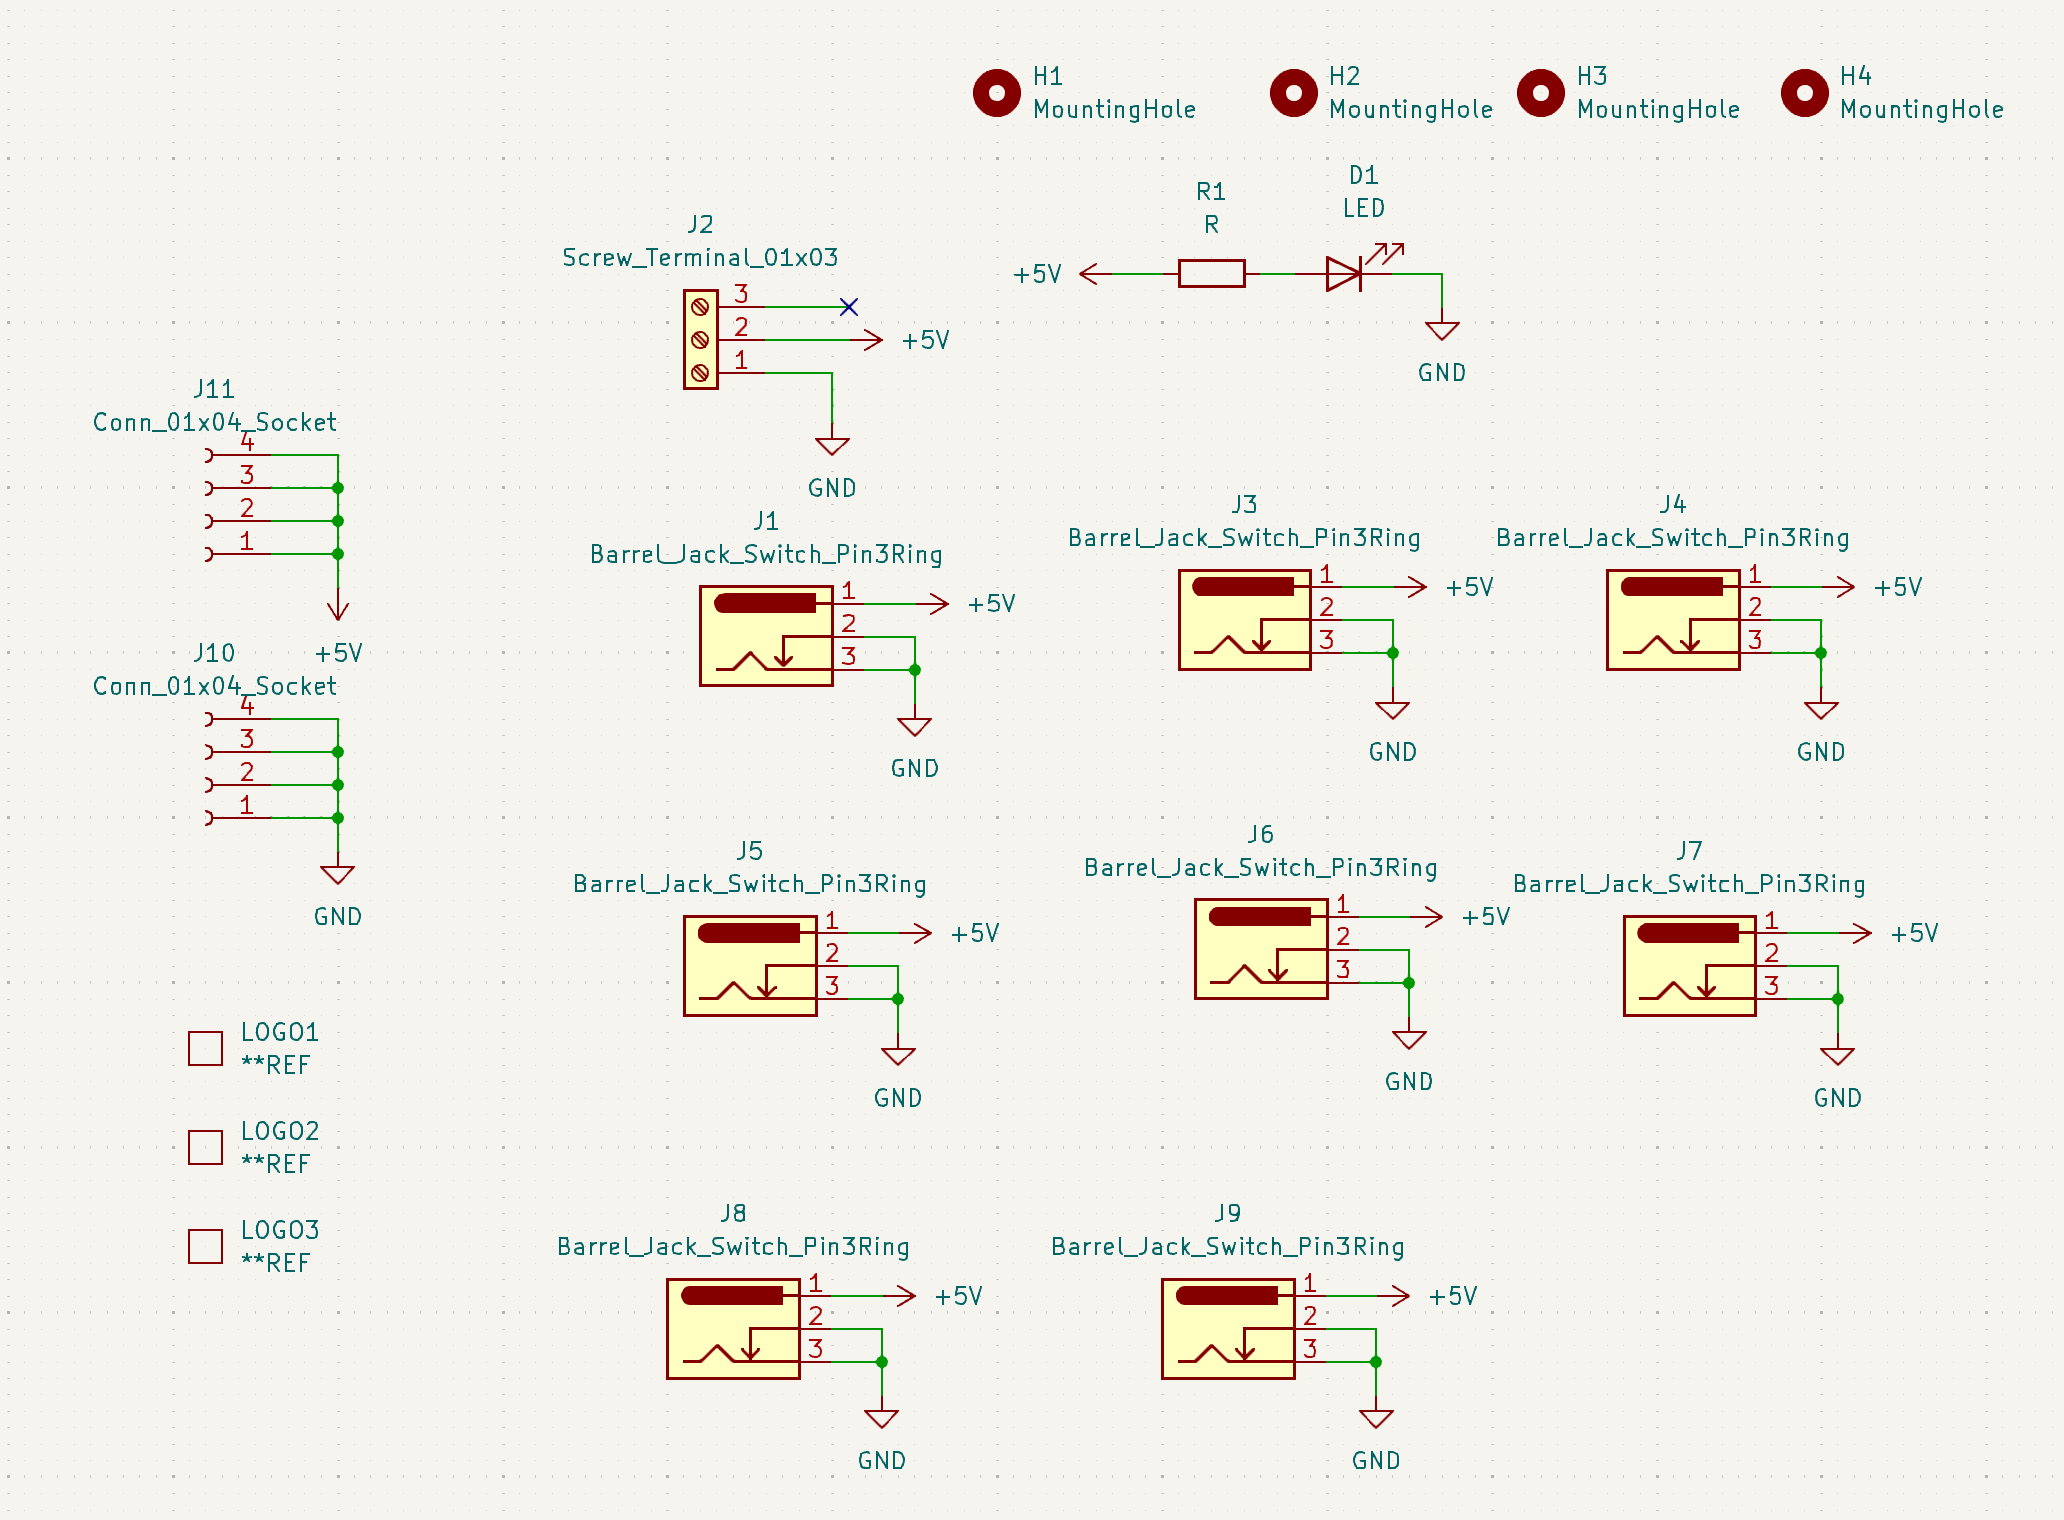 H1
MountingHole
H2
MountingHole
H3
MountingHole
H4
MountingHole
R1
R
D1
LED
+5V
GND
J2
Screw_Terminal_01x03
3
2
1
+5V
GND
J11
Conn_01x04_Socket
4
3
2
1
+5V
J10
Conn_01x04_Socket
4
3
2
1
GND
J1
Barrel_Jack_Switch_Pin3Ring
1
2
3
+5V
GND
J3
Barrel_Jack_Switch_Pin3Ring
1
2
3
+5V
GND
J4
Barrel_Jack_Switch_Pin3Ring
1
2
3
+5V
GND
J5
Barrel_Jack_Switch_Pin3Ring
1
2
3
+5V
GND
J6
Barrel_Jack_Switch_Pin3Ring
1
2
3
+5V
GND
J7
Barrel_Jack_Switch_Pin3Ring
1
2
3
+5V
GND
LOGO1
**REF
LOGO2
**REF
LOGO3
**REF
J8
Barrel_Jack_Switch_Pin3Ring
1
2
3
+5V
GND
J9
Barrel_Jack_Switch_Pin3Ring
1
2
3
+5V
GND